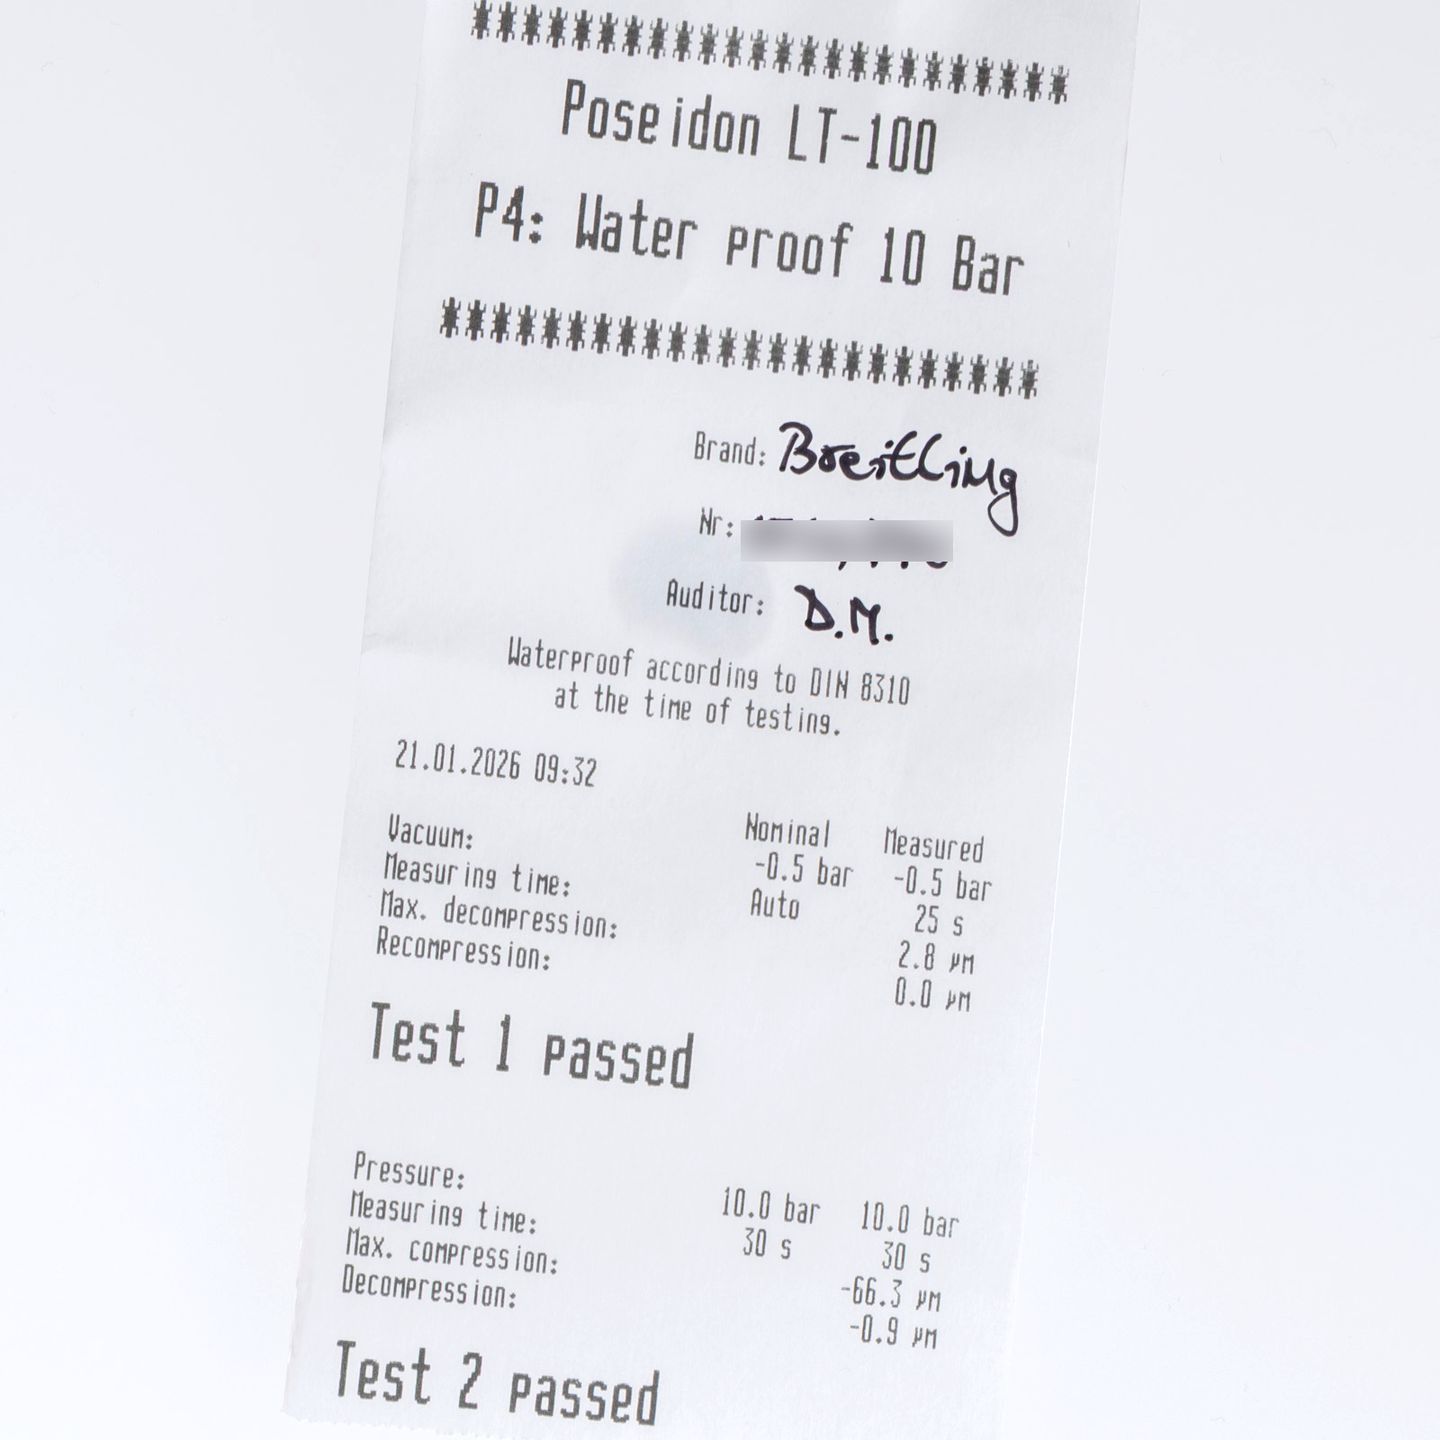 ************************
Poseidon LT-100
P4: Water proof 10 Bar
************************
Brand: Breitling
Nr:
Auditor: D.M.
Waterproof according to DIN 8310
at the time of testing.
21.01.2026 09:32
Nominal Measured
Vacuum: -0.5 bar -0.5 bar
Measuring time: Auto 25 s
Max. decompression: 2.8 µm
Recompression: 0.0 µm
Test 1 passed
Pressure: 10.0 bar 10.0 bar
Measuring time: 30 s 30 s
Max. compression: -66.3 µm
Decompression: -0.9 µm
Test 2 passed